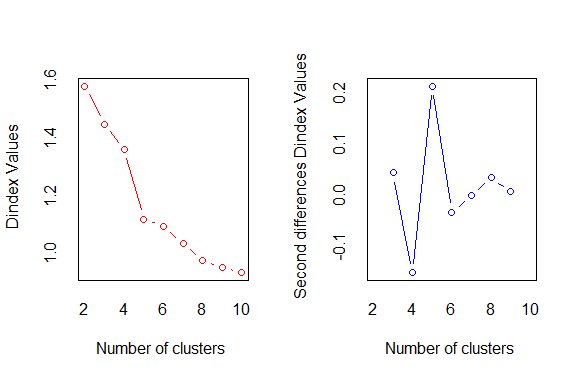 Dindex Values
1.0 1.2 1.4 1.6
2 4 6 8 10
Number of clusters
Second differences Dindex Values
-0.1 0.0 0.1 0.2
2 4 6 8 10
Number of clusters